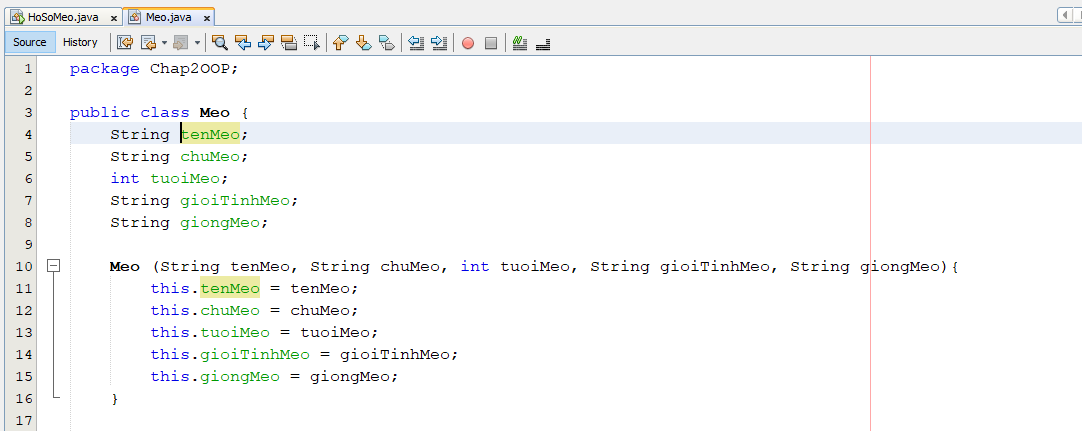 HoSoMeo.java x Meo.java x
Source History
1 package Chap2OOP;
2
3 public class Meo {
4 String tenMeo;
5 String chuMeo;
6 int tuoiMeo;
7 String gioiTinhMeo;
8 String giongMeo;
9
10 Meo (String tenMeo, String chuMeo, int tuoiMeo, String gioiTinhMeo, String giongMeo){
11 this.tenMeo = tenMeo;
12 this.chuMeo = chuMeo;
13 this.tuoiMeo = tuoiMeo;
14 this.gioiTinhMeo = gioiTinhMeo;
15 this.giongMeo = giongMeo;
16 }
17